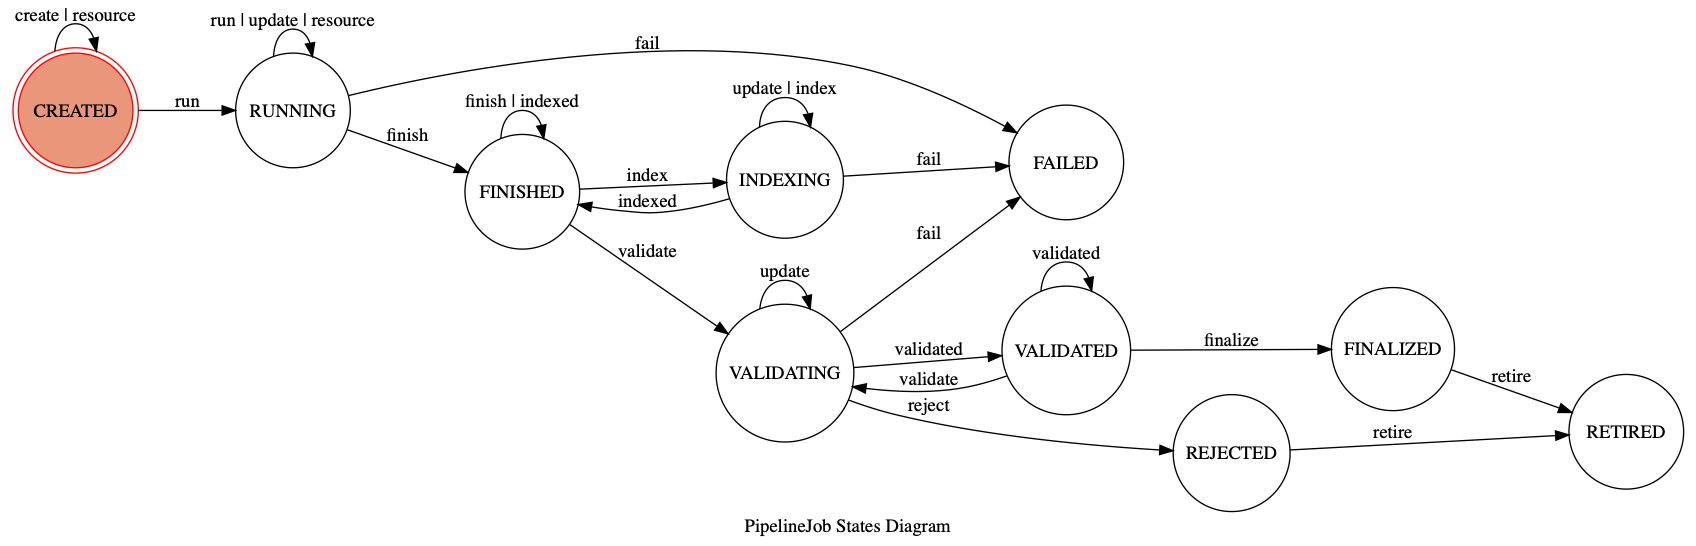 create | resource
run | update | resource
CREATED
run
RUNNING
fail
finish
finish | indexed
FINISHED
index
indexed
update | index
INDEXING
fail
FAILED
validate
update
VALIDATING
fail
validated
validate
reject
validated
VALIDATED
finalize
FINALIZED
retire
REJECTED
retire
RETIRED
PipelineJob States Diagram